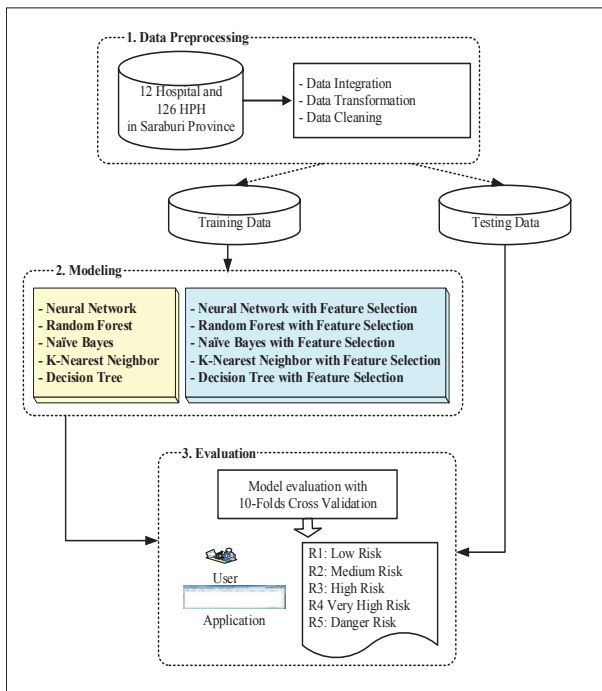 1. Data Preprocessing
12 Hospital and
126 HPH
in Saraburi Province
- Data Integration
- Data Transformation
- Data Cleaning
Training Data
Testing Data
2. Modeling
- Neural Network
- Random Forest
- Naïve Bayes
- K-Nearest Neighbor
- Decision Tree
- Neural Network with Feature Selection
- Random Forest with Feature Selection
- Naïve Bayes with Feature Selection
- K-Nearest Neighbor with Feature Selection
- Decision Tree with Feature Selection
3. Evaluation
Model evaluation with
10-Folds Cross Validation
User
Application
R1: Low Risk
R2: Medium Risk
R3: High Risk
R4 Very High Risk
R5: Danger Risk